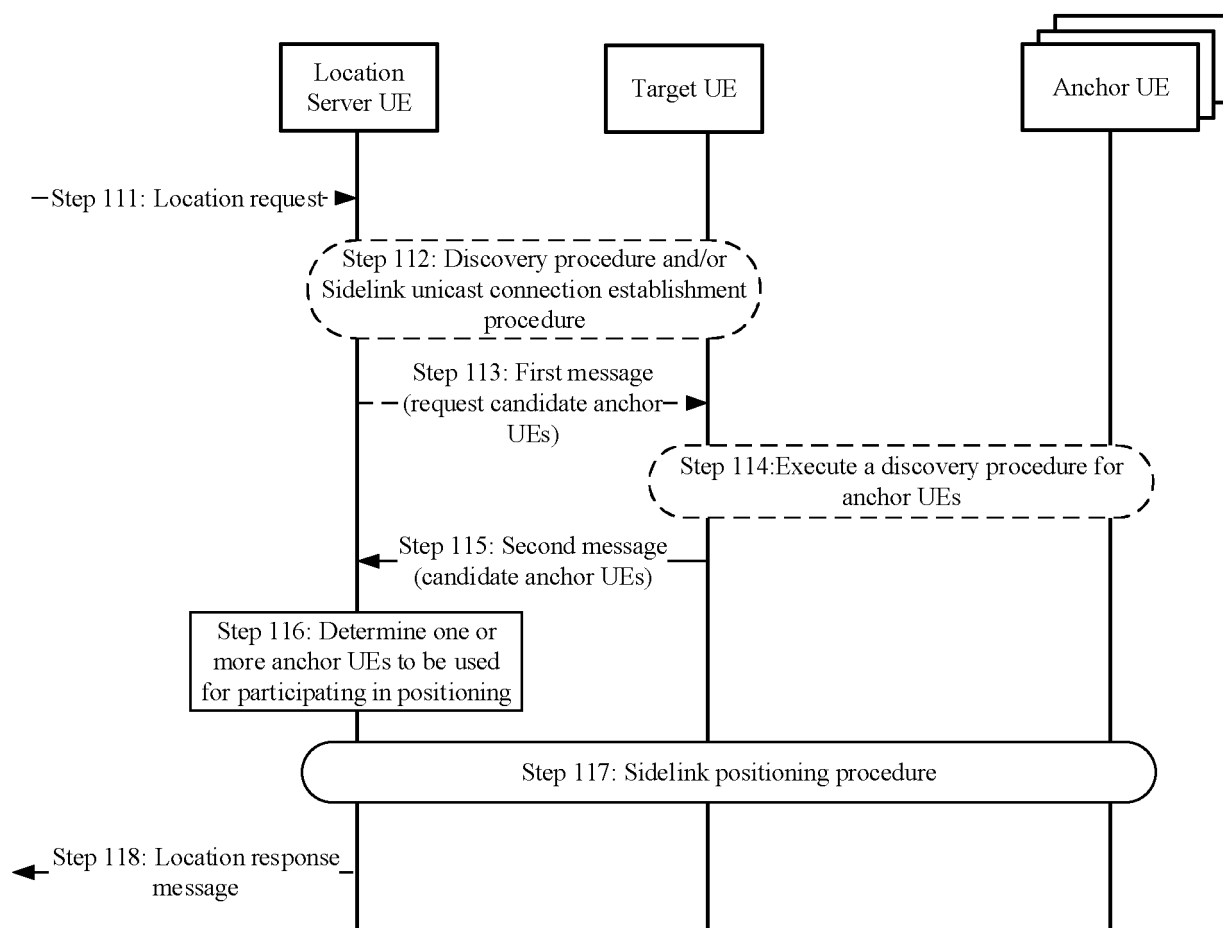 Location
Server UE
Target UE
Anchor UE
Step 111: Location request
Step 112: Discovery procedure and/or
Sidelink unicast connection establishment
procedure
Step 113: First message
(request candidate anchor
UEs)
Step 114:Execute a discovery procedure for
anchor UEs
Step 115: Second message
(candidate anchor UEs)
Step 116: Determine one or
more anchor UEs to be used
for participating in positioning
Step 117: Sidelink positioning procedure
Step 118: Location response
message